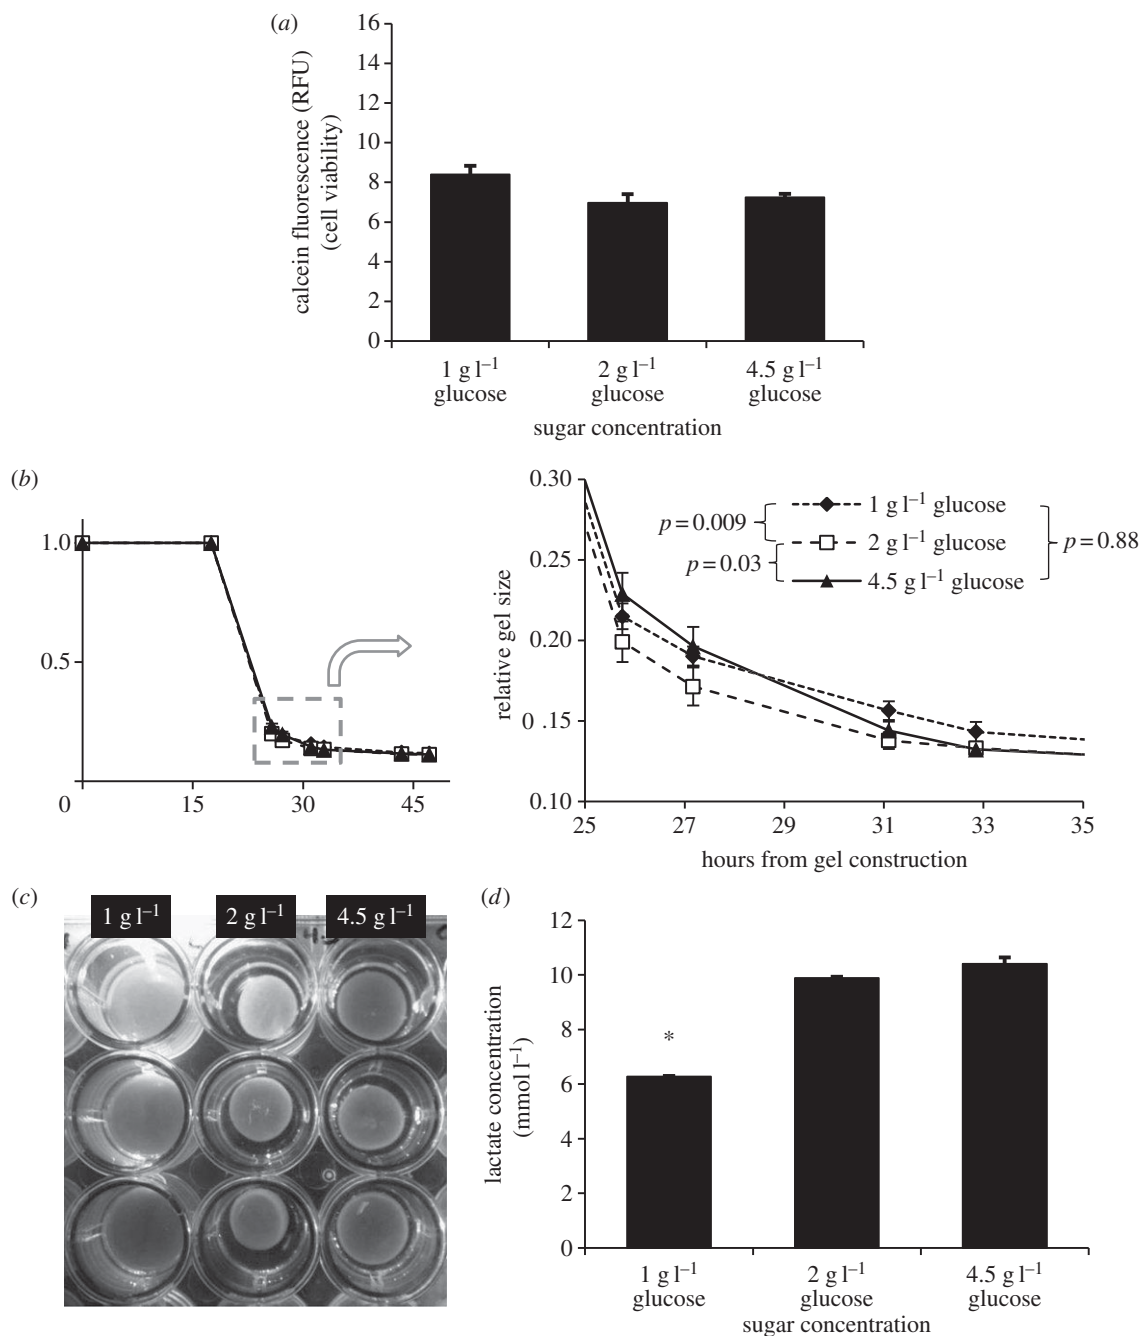 (a)
16
14
12
10
8
6
4
2
0
calcein fluorescence (RFU)
(cell viability)
1 g l⁻¹
glucose
2 g l⁻¹
glucose
4.5 g l⁻¹
glucose
sugar concentration
(b)
1.0
0.5
0
15
30
45
0.30
0.25
0.20
0.15
0.10
relative gel size
1 g l⁻¹ glucose
2 g l⁻¹ glucose
4.5 g l⁻¹ glucose
p = 0.009
p = 0.03
p = 0.88
25
27
29
31
33
35
hours from gel construction
(c)
1 g l⁻¹
2 g l⁻¹
4.5 g l⁻¹
(d)
12
10
8
6
4
2
0
lactate concentration
(mmol l⁻¹)
*
1 g l⁻¹
glucose
2 g l⁻¹
glucose
4.5 g l⁻¹
glucose
sugar concentration